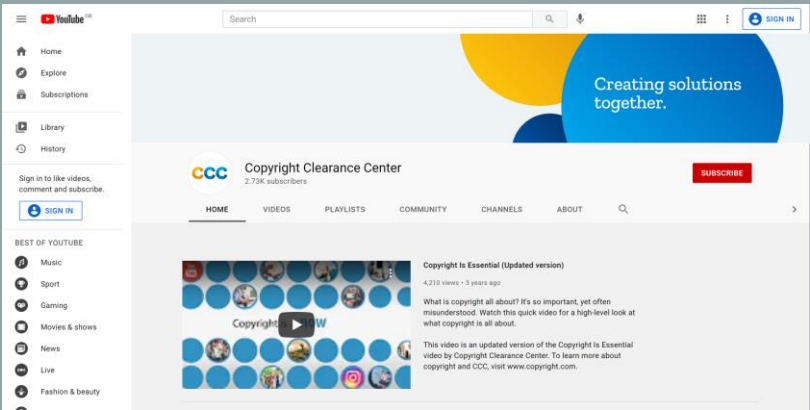 YouTube GB
Search
SIGN IN
Home
Explore
Subscriptions
Library
History
Sign in to like videos,
comment and subscribe.
SIGN IN
BEST OF YOUTUBE
Music
Sport
Gaming
Movies & shows
News
Live
Fashion & beauty
Creating solutions
together.
CCC
Copyright Clearance Center
2.73K subscribers
SUBSCRIBE
HOME
VIDEOS
PLAYLISTS
COMMUNITY
CHANNELS
ABOUT
Copyright
Copyright Is Essential (Updated version)
4,210 views • 3 years ago
What is copyright all about? It's so important, yet often
misunderstood. Watch this quick video for a high-level look at
what copyright is all about.
This video is an updated version of the Copyright Is Essential
video by Copyright Clearance Center. To learn more about
copyright and CCC, visit www.copyright.com.